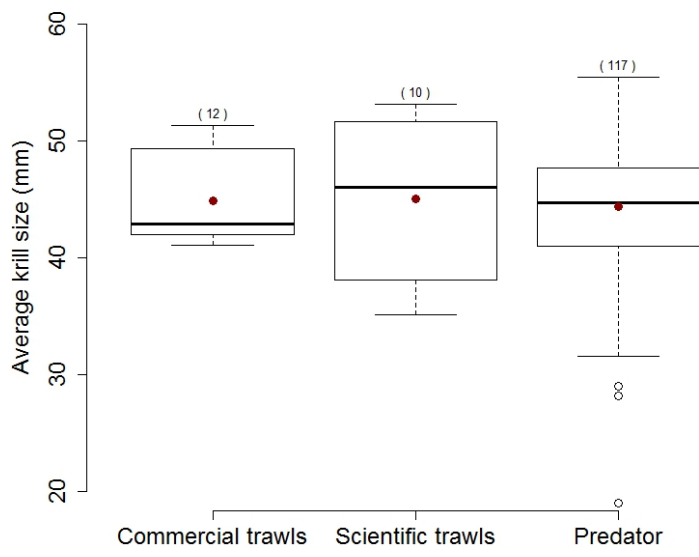 Average krill size (mm)
60
50
40
30
20
( 12 )
( 10 )
( 117 )
Commercial trawls
Scientific trawls
Predator